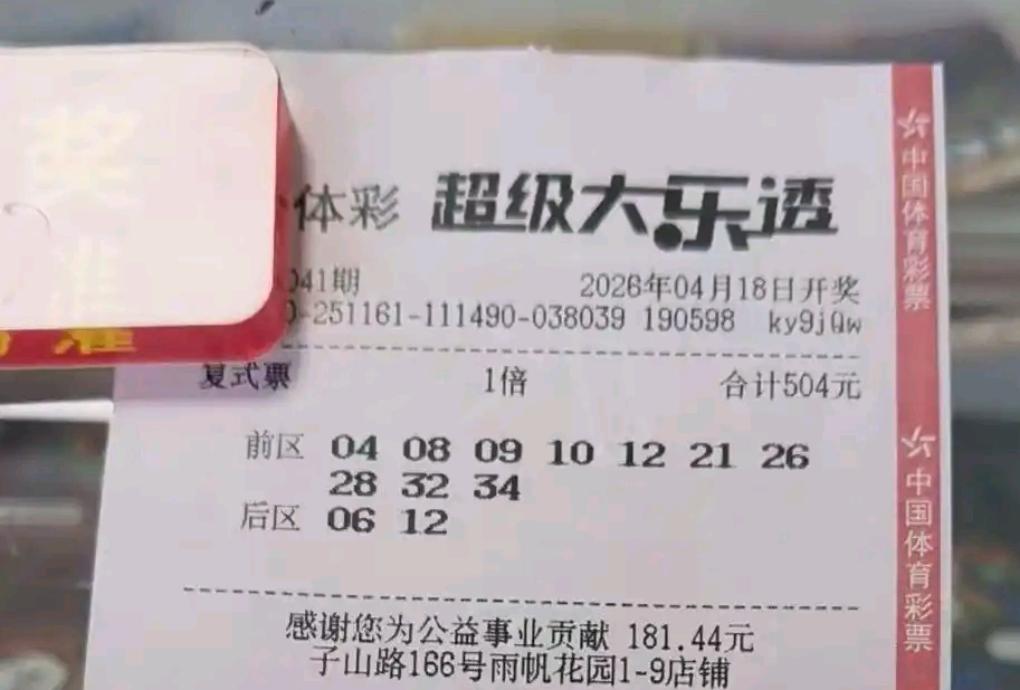 奖
准
体彩 超级大乐透
041期 2026年04月18日开奖
0-251161-111490-038039 190598 ky9jQw
复式票 1倍 合计504元
前区 04 08 09 10 12 21 26
28 32 34
后区 06 12
感谢您为公益事业贡献 181.44元
子山路166号雨帆花园1-9店铺
中国体育彩票
中国体育彩票